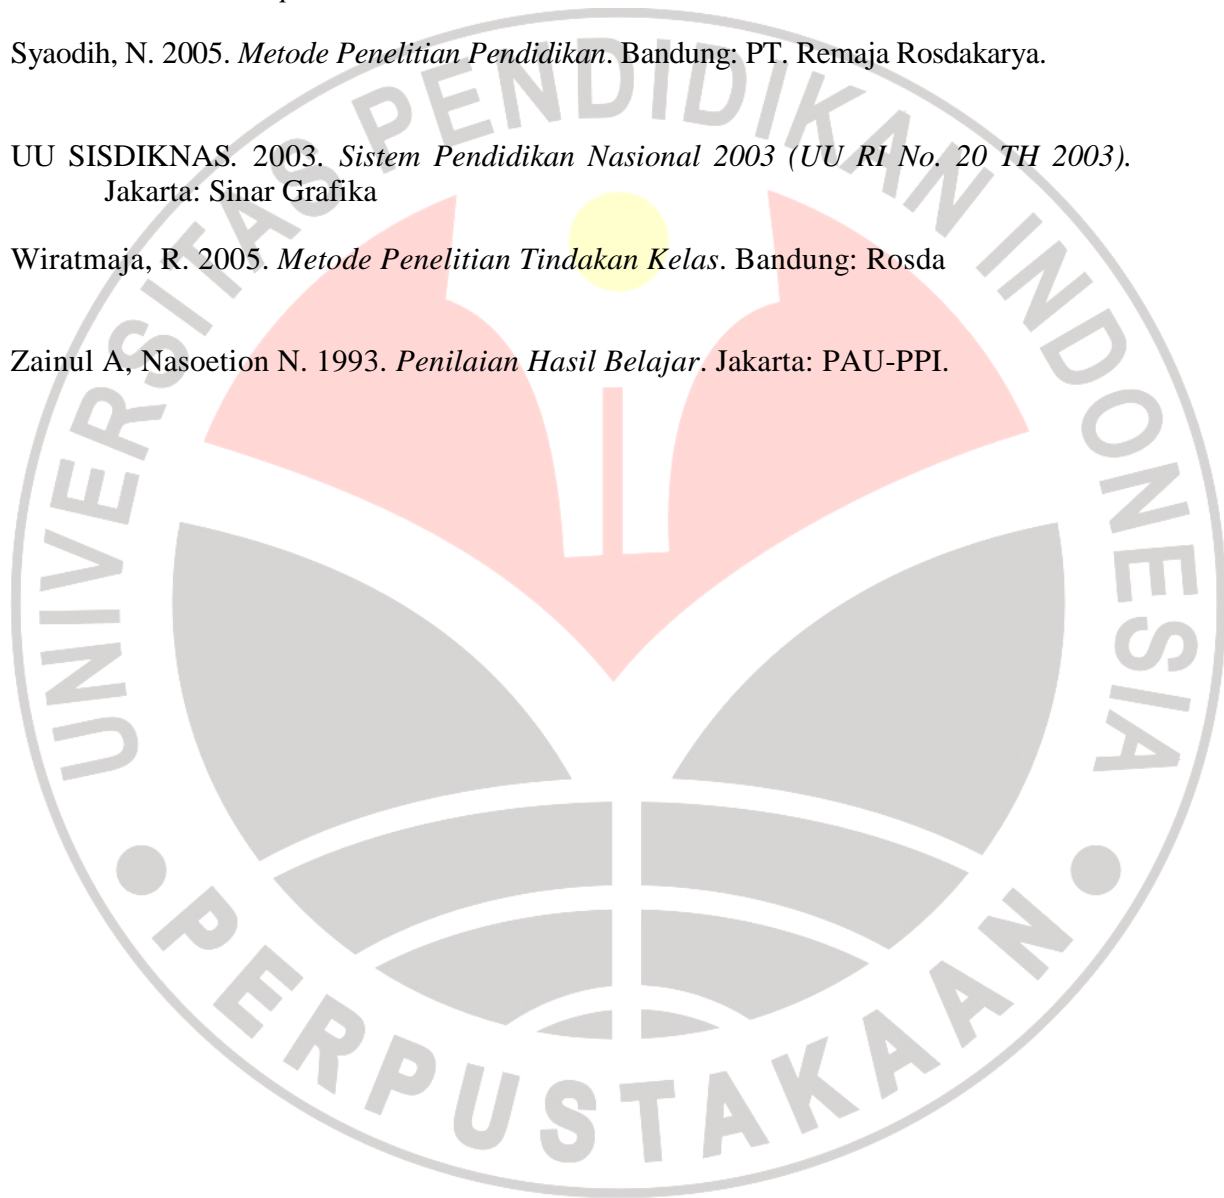 Syaodih, N. 2005. Metode Penelitian Pendidikan. Bandung: PT. Remaja Rosdakarya.
UU SISDIKNAS. 2003. Sistem Pendidikan Nasional 2003 (UU RI No. 20 TH 2003).
Jakarta: Sinar Grafika
Wiratmaja, R. 2005. Metode Penelitian Tindakan Kelas. Bandung: Rosda
Zainul A, Nasoetion N. 1993. Penilaian Hasil Belajar. Jakarta: PAU-PPI.
UNIVERSITAS PENDIDIKAN INDONESIA
PERPUSTAKAAN